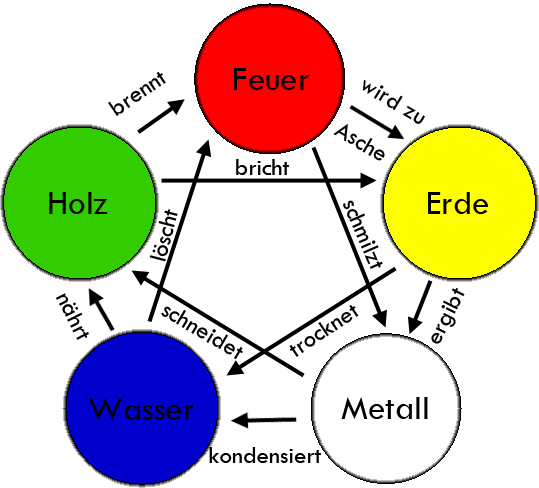 Feuer
brennt
wird zu
Asche
bricht
Holz
Erde
löscht
schmilzt
nährt
schneidet
trocknet
ergibt
Wasser
Metall
kondensiert